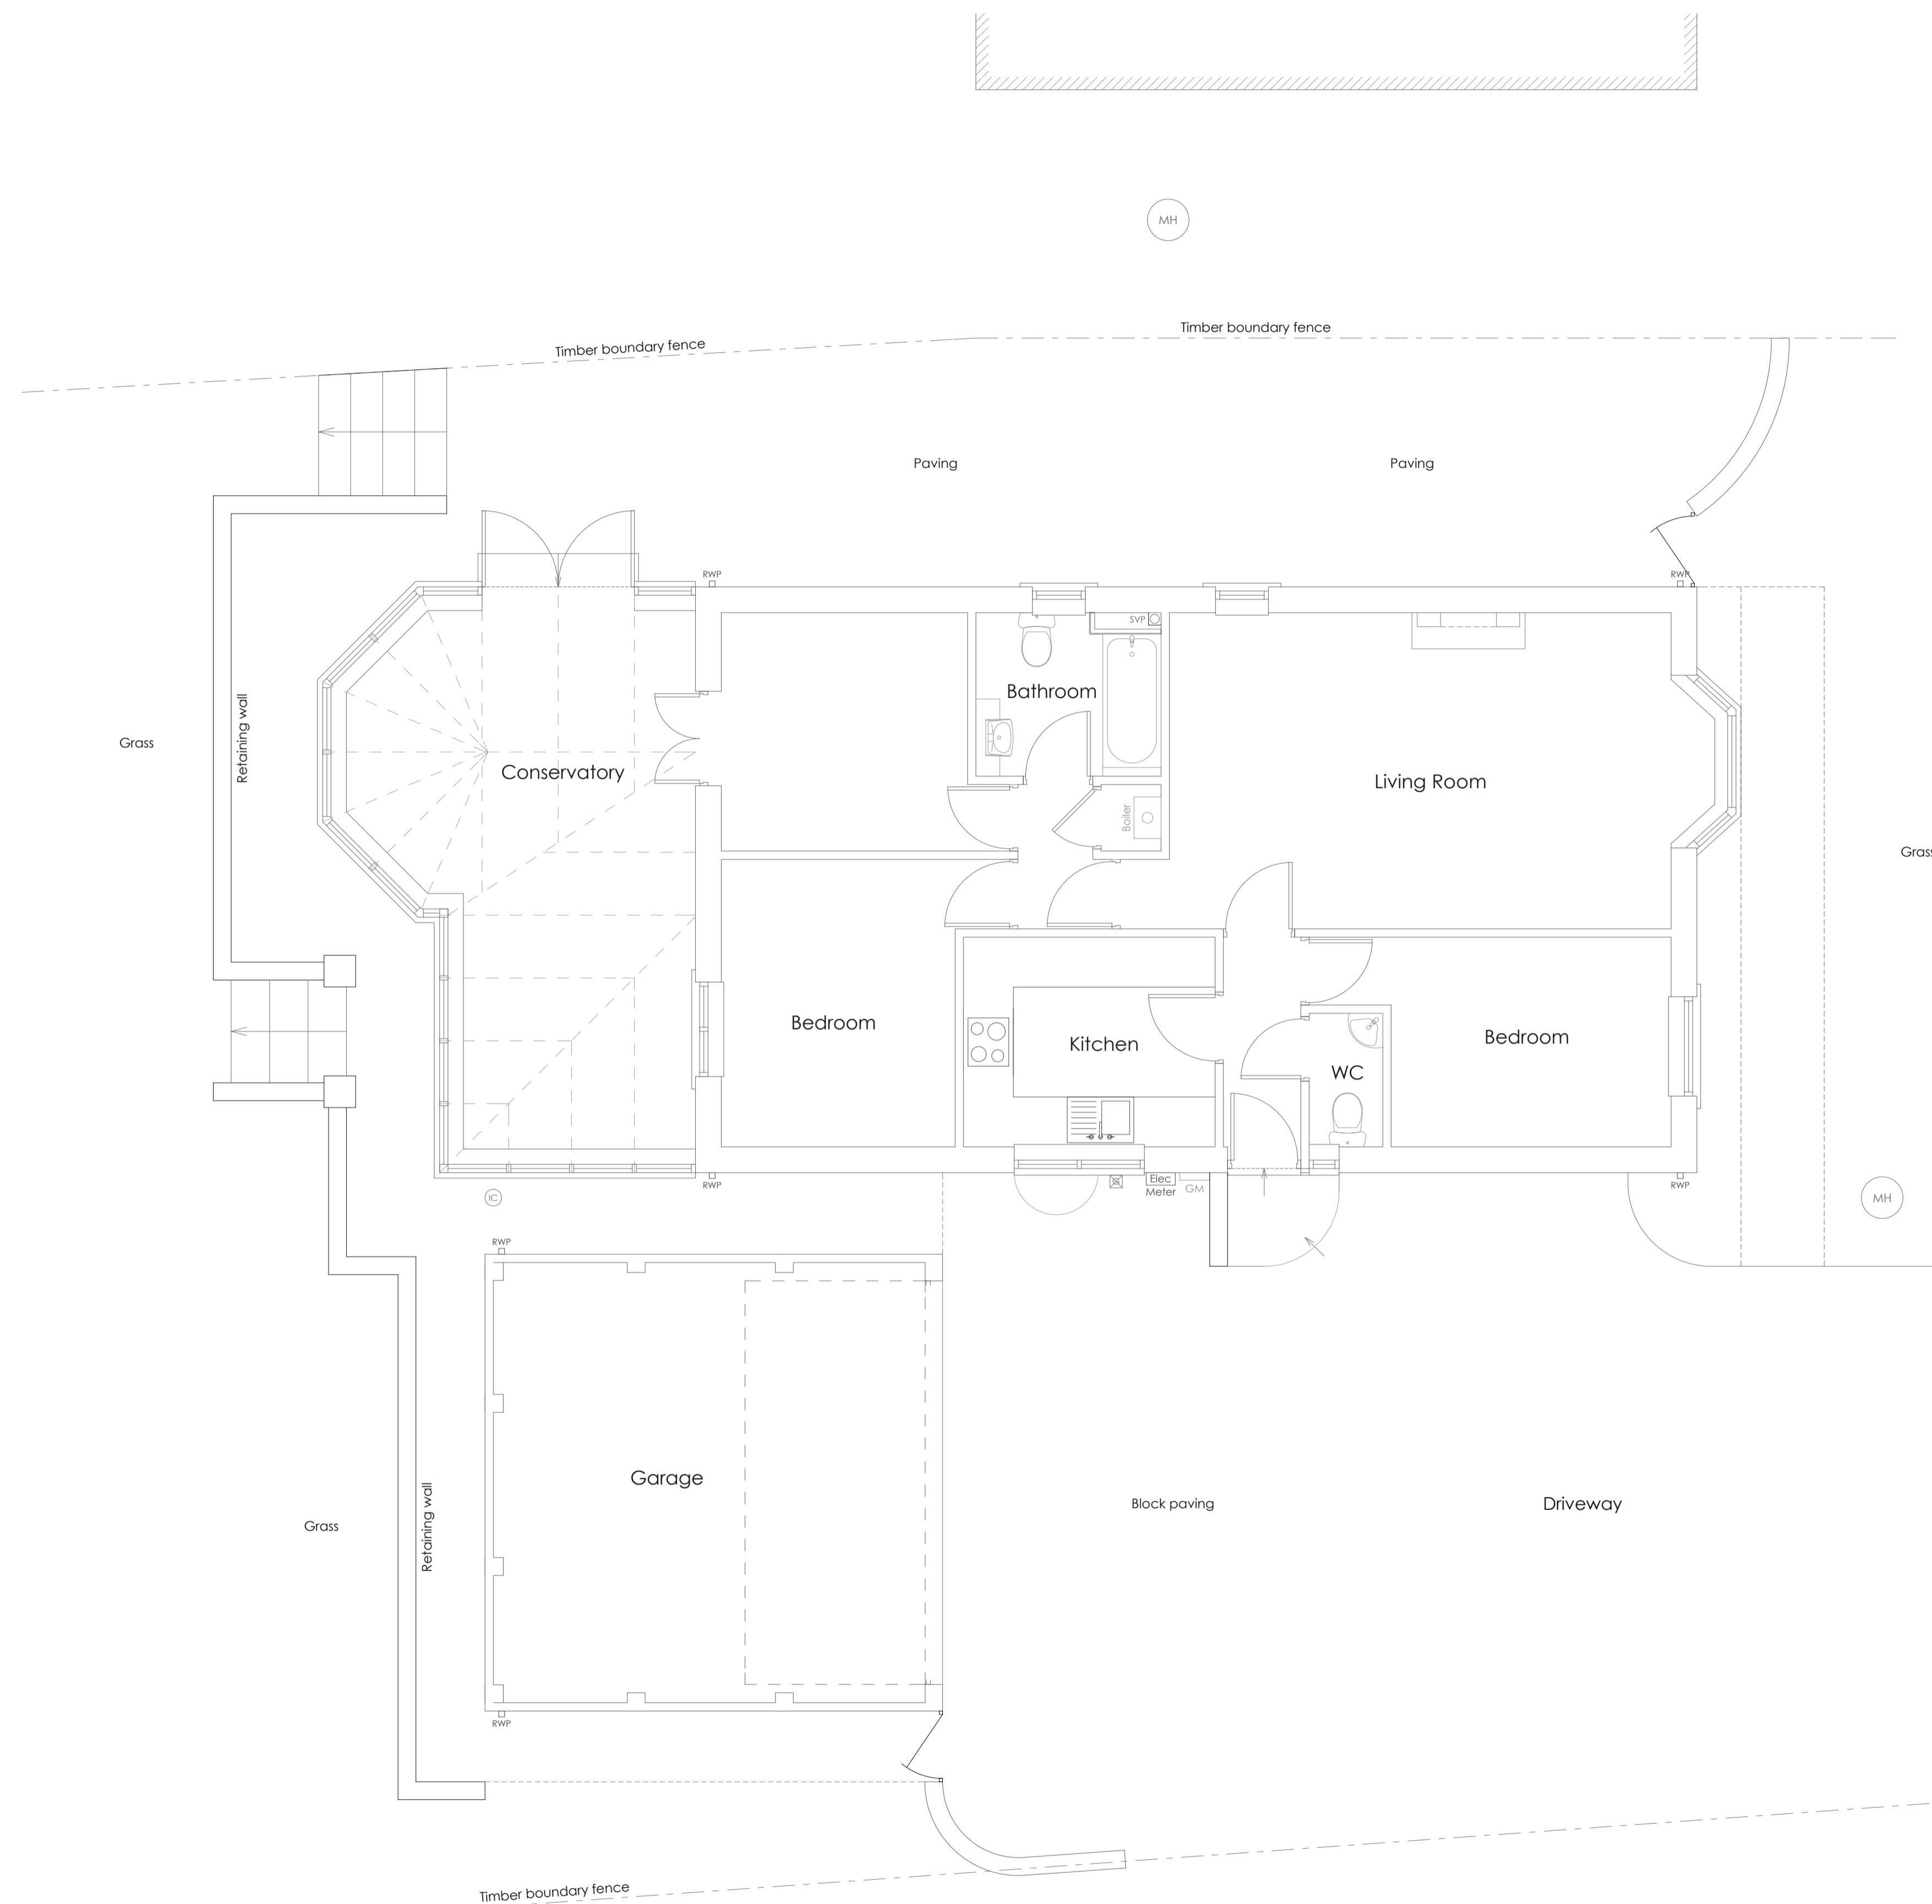 MH
Timber boundary fence
Timber boundary fence
Paving
Paving
RWP
RWP
SVP
Bathroom
Retaining wall
Grass
Conservatory
Living Room
Boiler
Grass
Bedroom
Kitchen
Bedroom
WC
RWP
Elec
Meter
GM
G
RWP
IC
MH
RWP
Garage
Block paving
Driveway
Grass
Retaining wall
RWP
Timber boundary fence